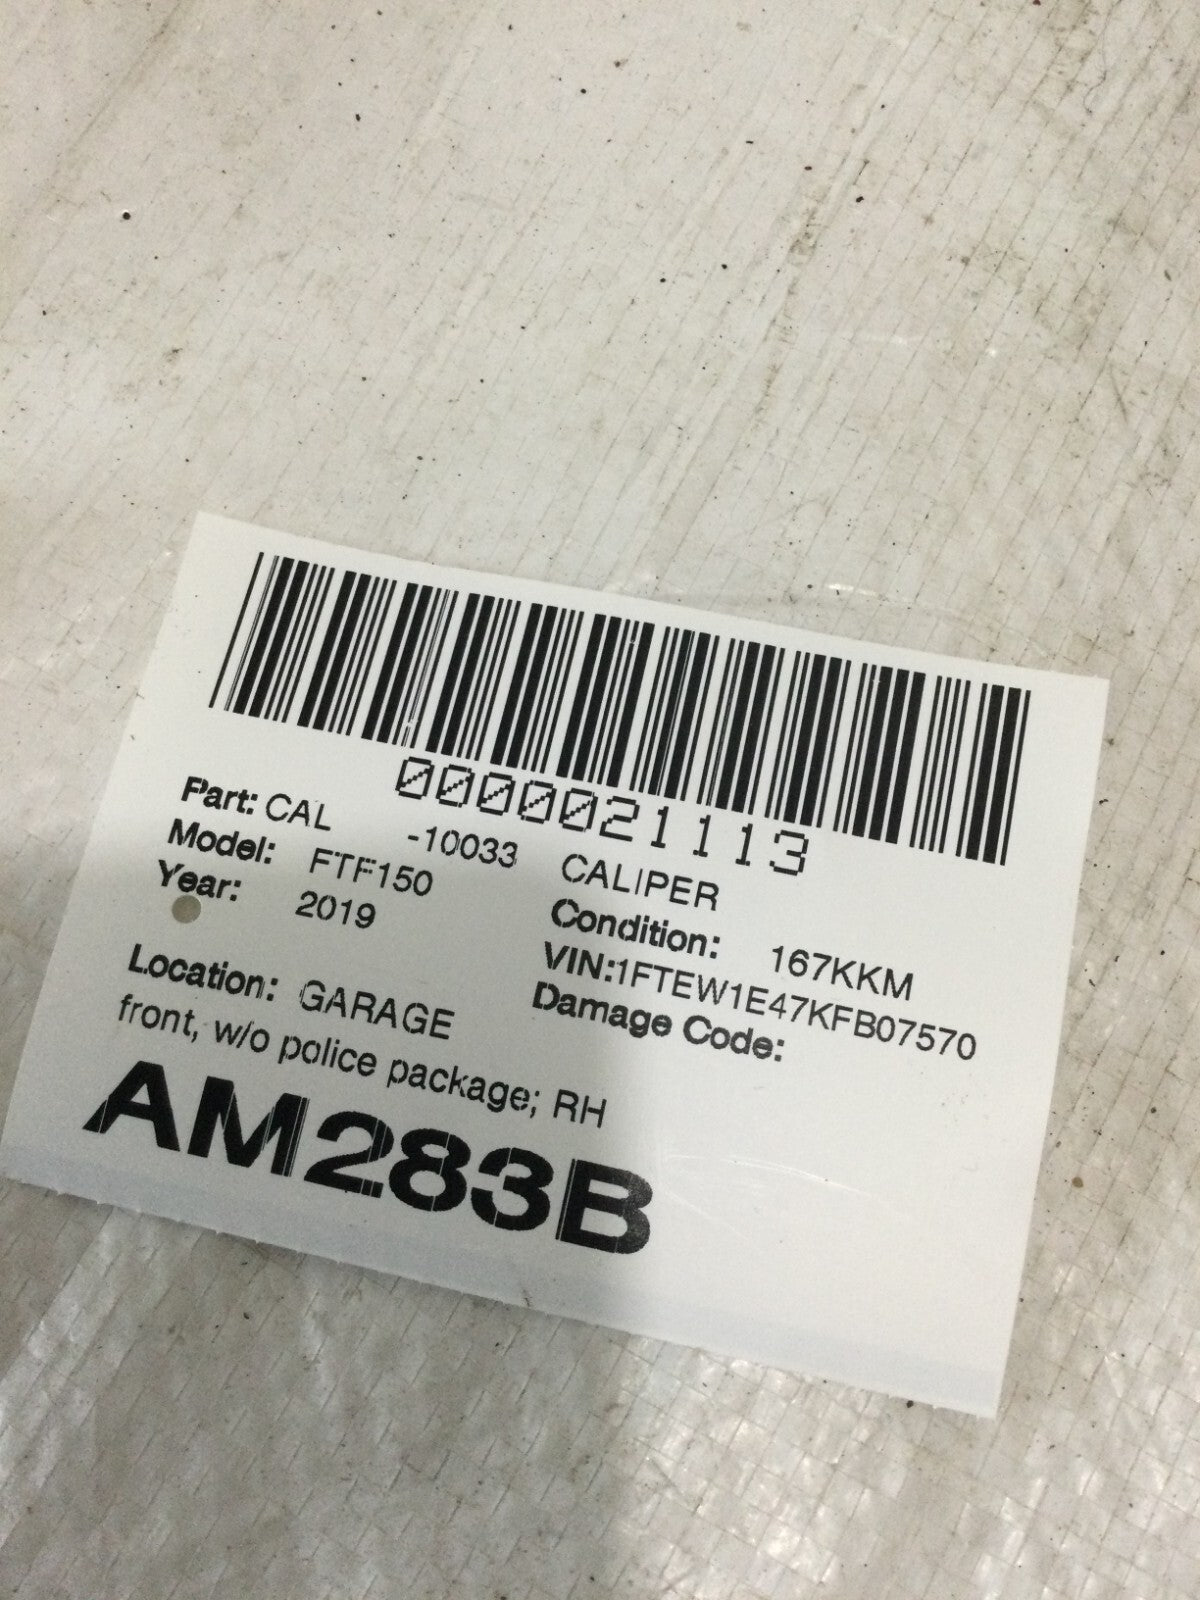 0000021113
Part: CAL -10033 CALIPER
Model: FTF150 Condition: 167KKM
Year: 2019 VIN:1FTEW1E47KFB07570
Damage Code:
Location: GARAGE
front, w/o police package; RH
AM283B